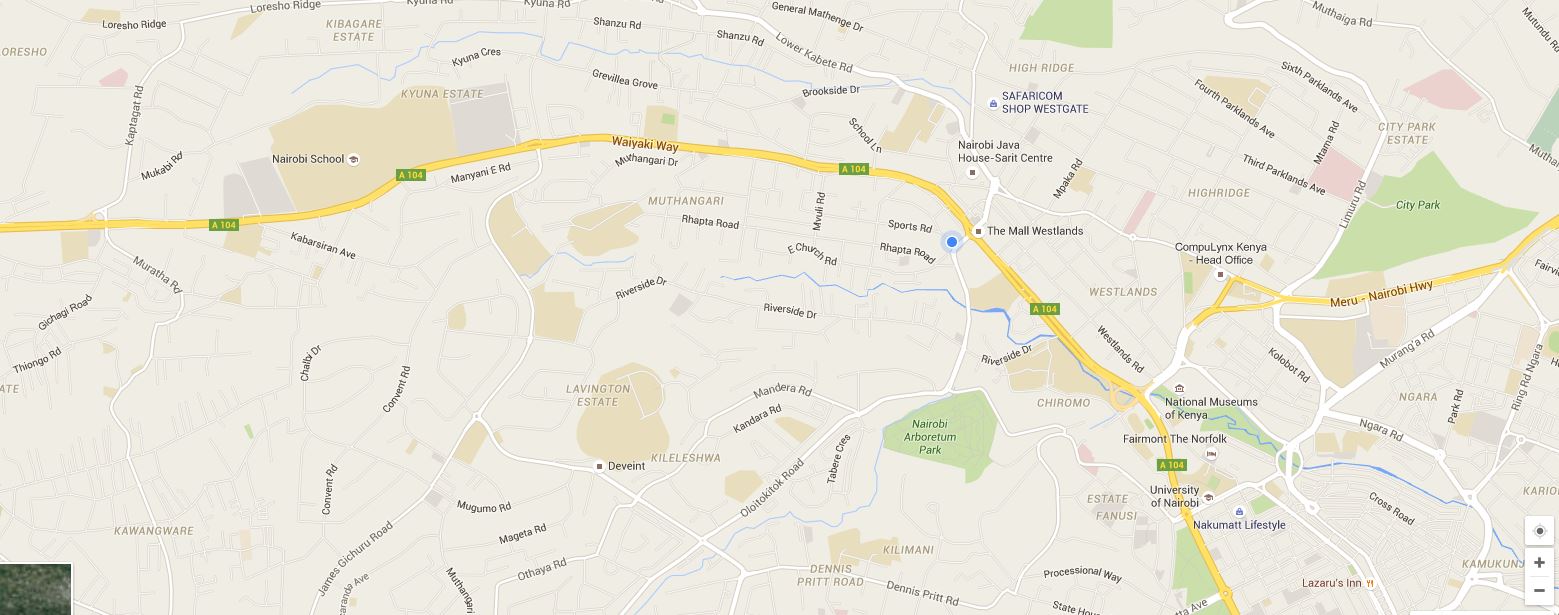 Loresho Ridge
Loresho Ridge
Kyuna Rd
Kyuna Rd
General Mathenge Dr
Muthaiga Rd
Mutundu Rd
KIBAGARE
ESTATE
Shanzu Rd
Shanzu Rd
Lower Kabete Rd
LORESHO
Kyuna Cres
HIGH RIDGE
Sixth Parklands Ave
Grevillea Grove
Brookside Dr
KYUNA ESTATE
SAFARICOM
SHOP WESTGATE
Fourth Parklands Ave
Kaptagat Rd
School Ln
CITY PARK
ESTATE
Mtama Rd
Waiyaki Way
Nairobi Java
House-Sarit Centre
Nairobi School
Mukabi Rd
Muthangari Dr
Third Parklands Ave
A 104
A 104
Manyani E Rd
Mpaka Rd
HIGHRIDGE
Limuru Rd
City Park
MUTHANGARI
Mvuli Rd
A 104
Rhapta Road
Sports Rd
The Mall Westlands
Kabarsiran Ave
E Church Rd
Rhapta Road
CompuLynx Kenya
- Head Office
Muratha Rd
Riverside Dr
WESTLANDS
Meru - Nairobi Hwy
Gichagi Road
Riverside Dr
A 104
Westlands Rd
Thiongo Rd
Chalbi Dr
Riverside Dr
Kolobot Rd
Murang'a Rd
Ring Rd Ngara
Convent Rd
LAVINGTON
ESTATE
Mandera Rd
CHIROMO
National Museums
of Kenya
NGARA
Park Rd
Kandara Rd
Nairobi
Arboretum
Park
Fairmont The Norfolk
Ngara Rd
Tabere Cres
KILELESHWA
Deveint
A 104
Convent Rd
Oloitokitok Road
ESTATE
FANUSI
University
of Nairobi
Cross Road
Mugumo Rd
Nakumatt Lifestyle
KAWANGWARE
Mageta Rd
James Gichuru Road
KILIMANI
Othaya Rd
DENNIS
PRITT ROAD
Dennis Pritt Rd
Processional Way
Lazaru's Inn